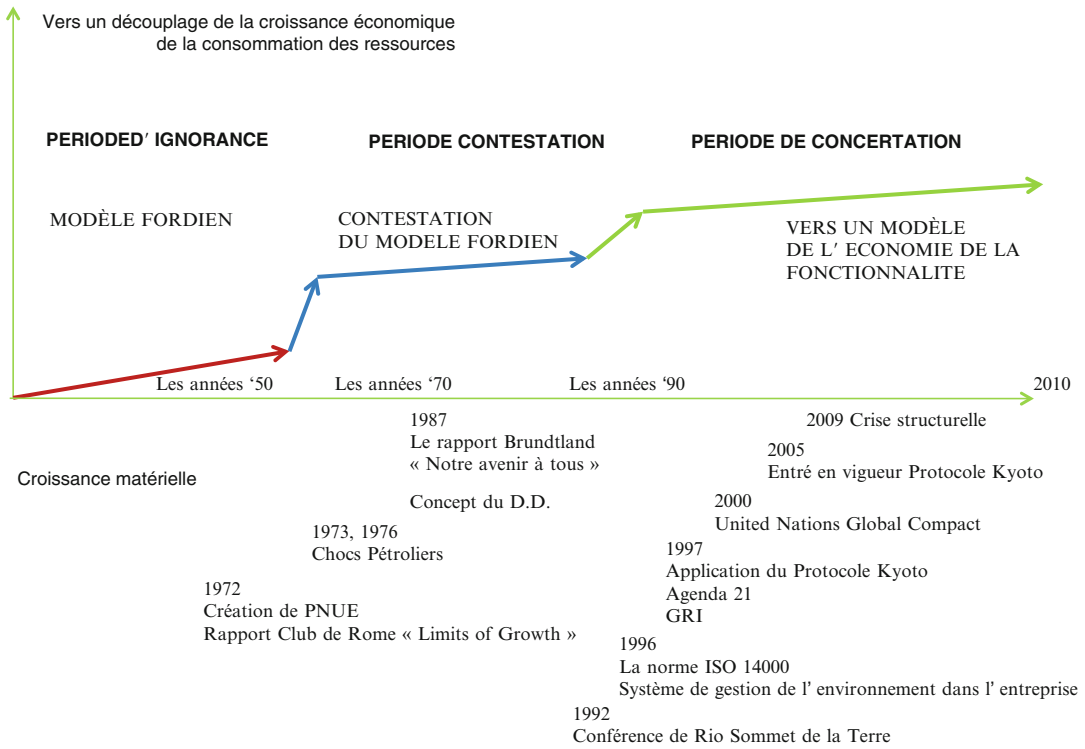 Vers un découplage de la croissance économique
de la consommation des ressources
PERIODED' IGNORANCE
PERIODE CONTESTATION
PERIODE DE CONCERTATION
MODÈLE FORDIEN
CONTESTATION
DU MODELE FORDIEN
VERS UN MODÈLE
DE L' ECONOMIE DE LA
FONCTIONNALITE
Les années '50
Les années '70
Les années '90
2010
Croissance matérielle
1987
Le rapport Brundtland
« Notre avenir à tous »
Concept du D.D.
1973, 1976
Chocs Pétroliers
1972
Création de PNUE
Rapport Club de Rome « Limits of Growth »
2009 Crise structurelle
2005
Entré en vigueur Protocole Kyoto
2000
United Nations Global Compact
1997
Application du Protocole Kyoto
Agenda 21
GRI
1996
La norme ISO 14000
Système de gestion de l' environnement dans l' entreprise
1992
Conférence de Rio Sommet de la Terre